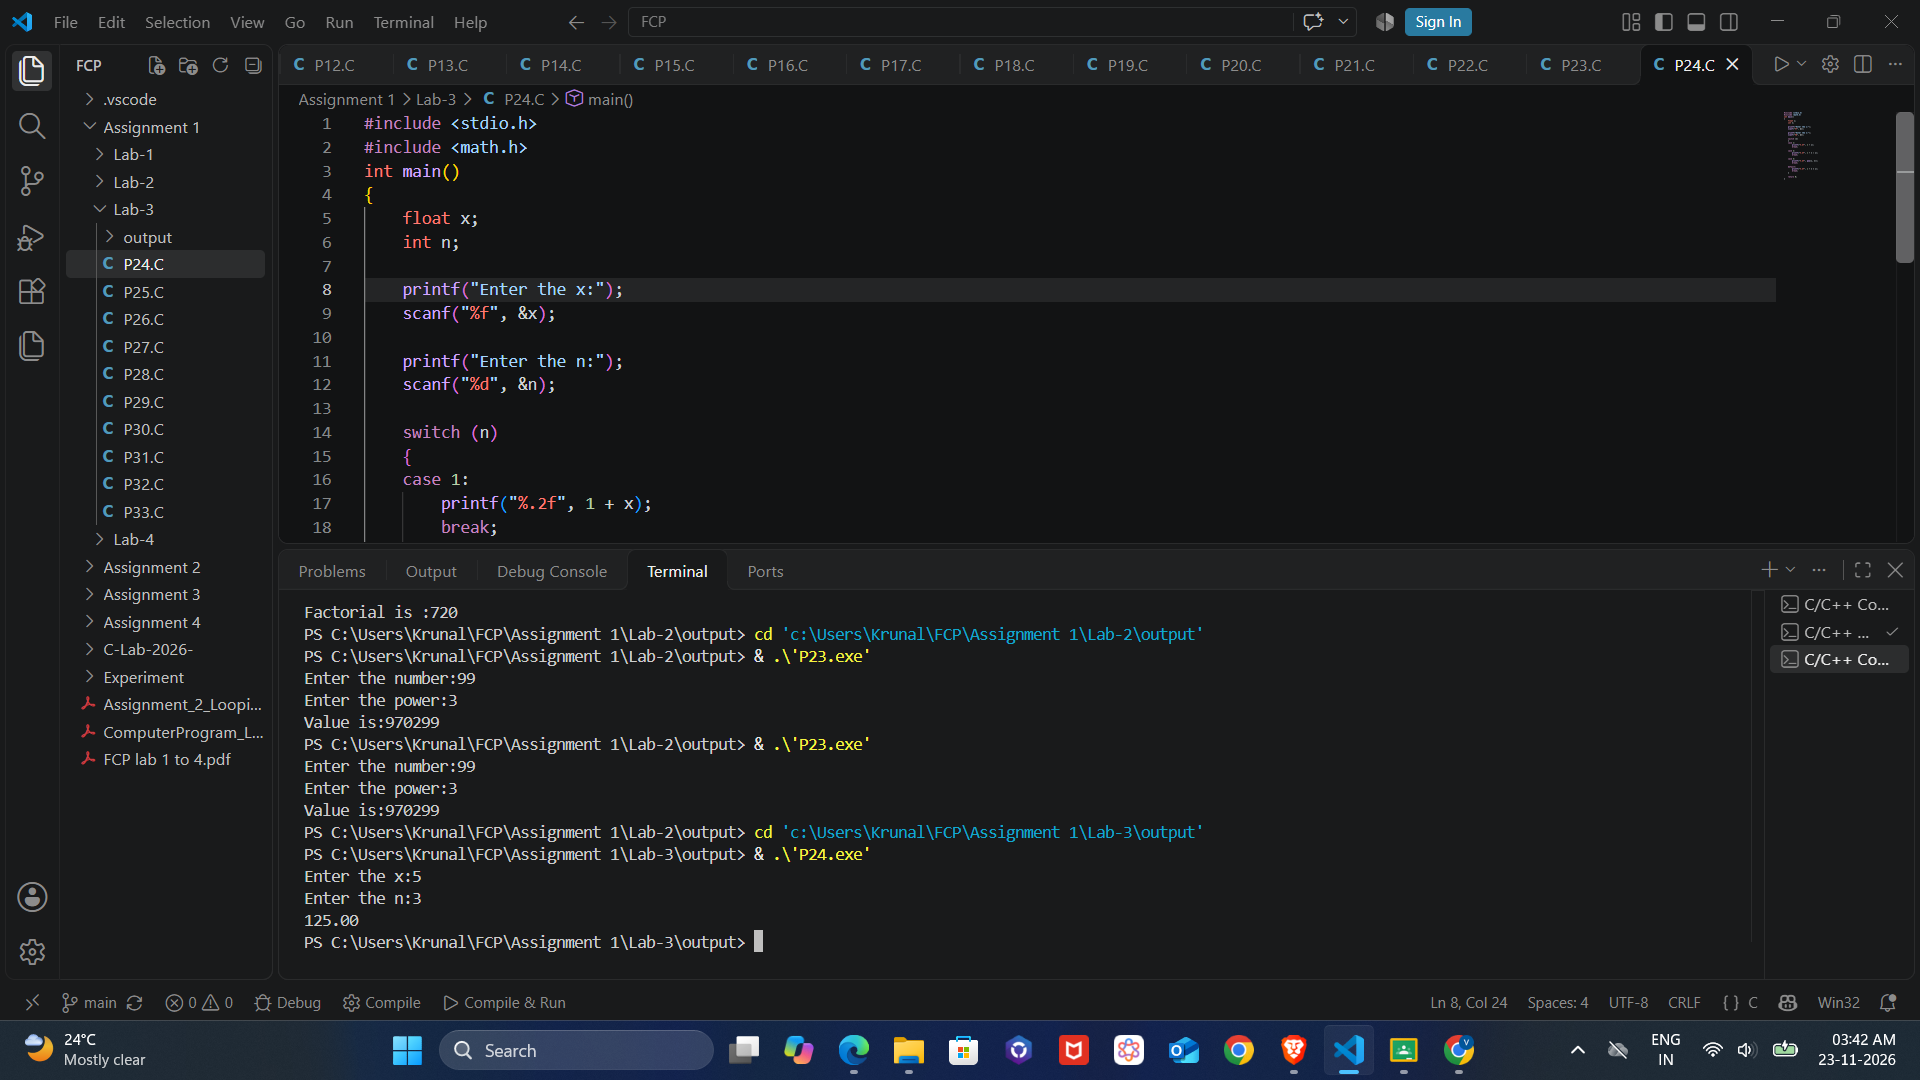 File Edit Selection View Go Run Terminal Help
FCP
Sign In
FCP
P12.C P13.C P14.C P15.C P16.C P17.C P18.C P19.C P20.C P21.C P22.C P23.C P24.C
.vscode
Assignment 1
Lab-1
Lab-2
Lab-3
output
P24.C
P25.C
P26.C
P27.C
P28.C
P29.C
P30.C
P31.C
P32.C
P33.C
Lab-4
Assignment 2
Assignment 3
Assignment 4
C-Lab-2026-
Experiment
Assignment_2_Loopi...
ComputerProgram_L...
FCP lab 1 to 4.pdf
Assignment 1 > Lab-3 > C P24.C > main()
1 #include <stdio.h>
2 #include <math.h>
3 int main()
4 {
5 float x;
6 int n;
7
8 printf("Enter the x:");
9 scanf("%f", &x);
10
11 printf("Enter the n:");
12 scanf("%d", &n);
13
14 switch (n)
15 {
16 case 1:
17 printf("%.2f", 1 + x);
18 break;
Problems Output Debug Console Terminal Ports
Factorial is :720
PS C:\Users\Krunal\FCP\Assignment 1\Lab-2\output> cd 'c:\Users\Krunal\FCP\Assignment 1\Lab-2\output'
PS C:\Users\Krunal\FCP\Assignment 1\Lab-2\output> & .\'P23.exe'
Enter the number:99
Enter the power:3
Value is:970299
PS C:\Users\Krunal\FCP\Assignment 1\Lab-2\output> & .\'P23.exe'
Enter the number:99
Enter the power:3
Value is:970299
PS C:\Users\Krunal\FCP\Assignment 1\Lab-2\output> cd 'c:\Users\Krunal\FCP\Assignment 1\Lab-3\output'
PS C:\Users\Krunal\FCP\Assignment 1\Lab-3\output> & .\'P24.exe'
Enter the x:5
Enter the n:3
125.00
PS C:\Users\Krunal\FCP\Assignment 1\Lab-3\output>
C/C++ Co...
C/C++ ...
C/C++ Co...
main 0 0 Debug Compile Compile & Run
Ln 8, Col 24 Spaces: 4 UTF-8 CRLF {} C Win32
24°C
Mostly clear
Search
ENG
IN
03:42 AM
23-11-2026